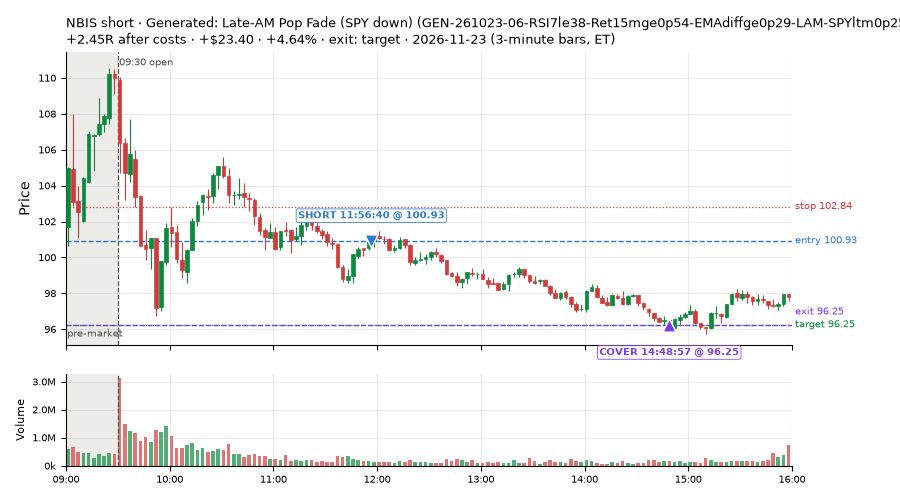 NBIS short · Generated: Late-AM Pop Fade (SPY down) (GEN-261023-06-RSI7le38-Ret15mge0p54-EMAdiffge0p29-LAM-SPYltm0p25
+2.45R after costs · +$23.40 · +4.64% · exit: target · 2026-11-23 (3-minute bars, ET)
09:30 open
110
108
106
104
102
100
98
96
Price
stop 102.84
SHORT 11:56:40 @ 100.93
entry 100.93
exit 96.25
target 96.25
pre-market
COVER 14:48:57 @ 96.25
3.0M
2.0M
1.0M
0k
Volume
09:00
10:00
11:00
12:00
13:00
14:00
15:00
16:00